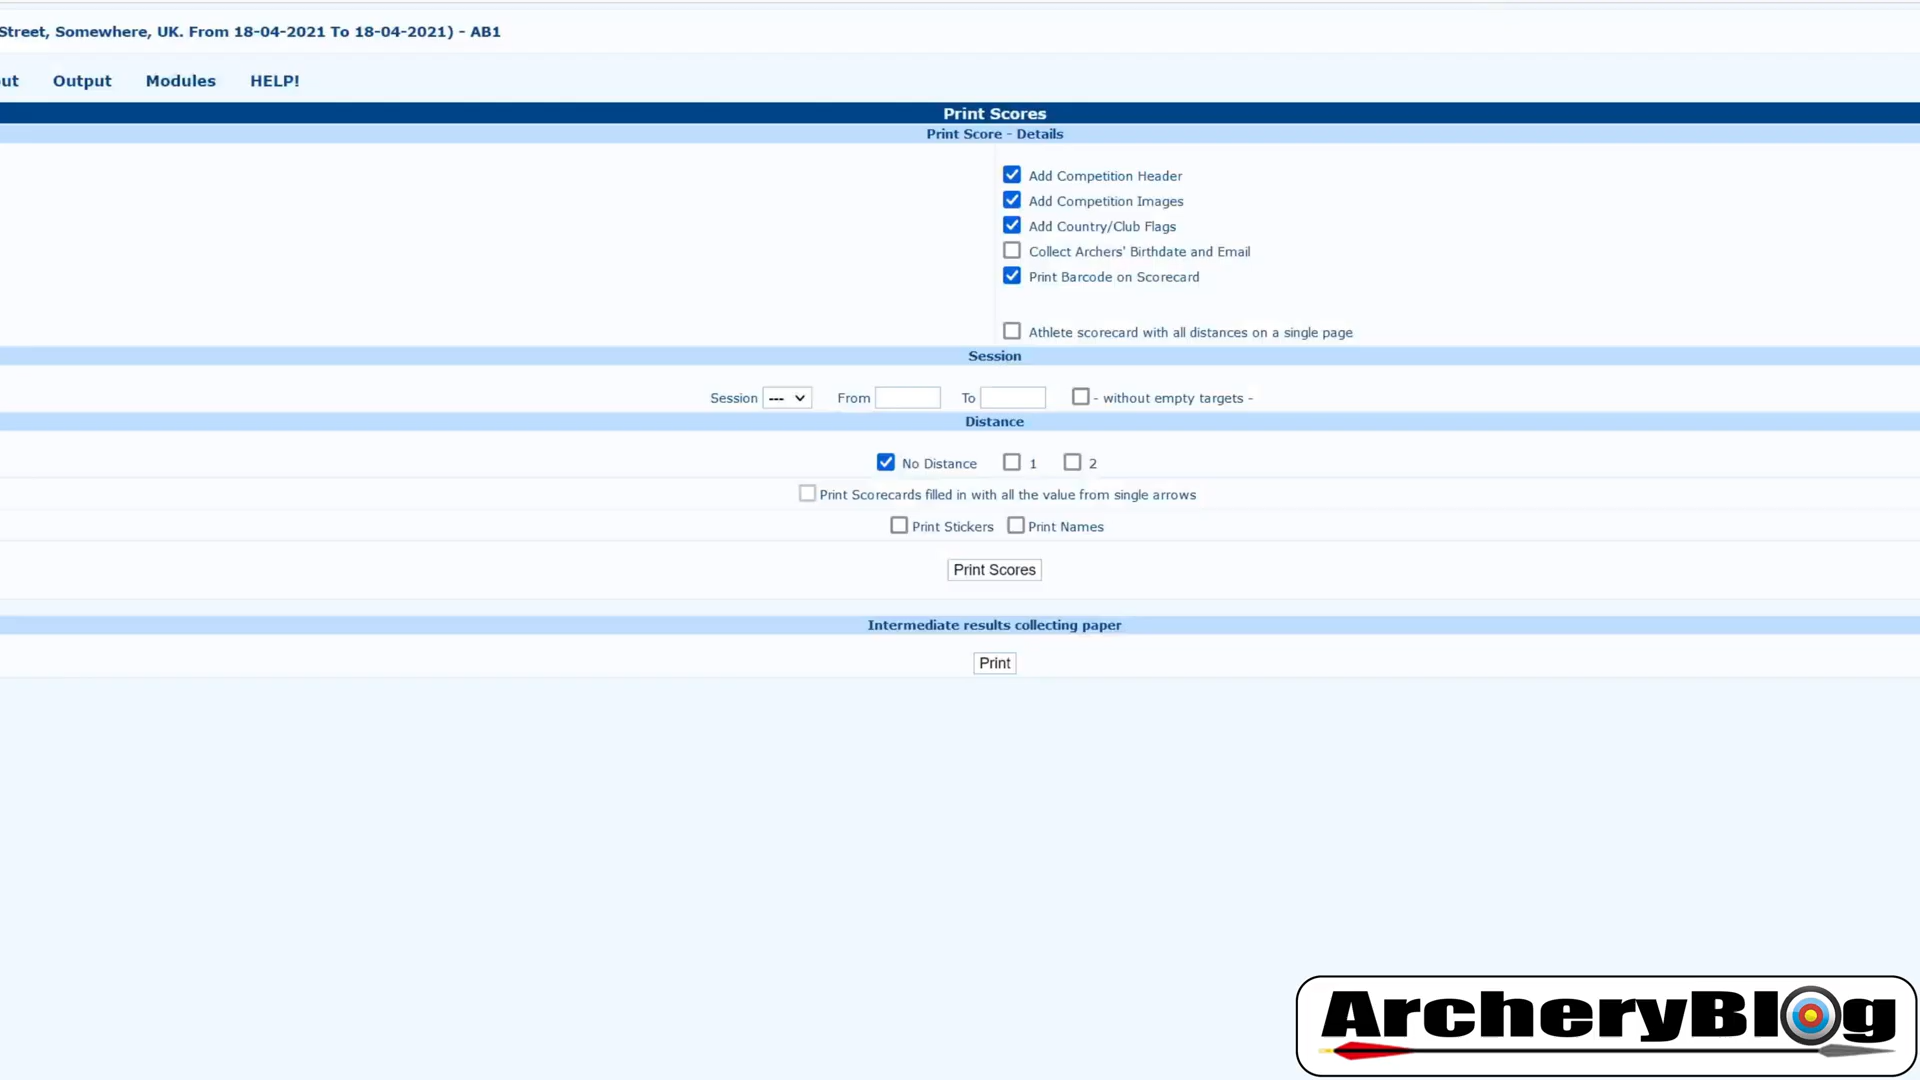 Street, Somewhere, UK. From 18-04-2021 To 18-04-2021) - AB1
Output Modules HELP!
Print Scores
Print Score - Details
Add Competition Header
Add Competition Images
Add Country/Club Flags
Collect Archers' Birthdate and Email
Print Barcode on Scorecard
Athlete scorecard with all distances on a single page
Session
Session --- From To - without empty targets -
Distance
No Distance 1 2
Print Scorecards filled in with all the value from single arrows
Print Stickers Print Names
Print Scores
Intermediate results collecting paper
Print
ArcheryBlog